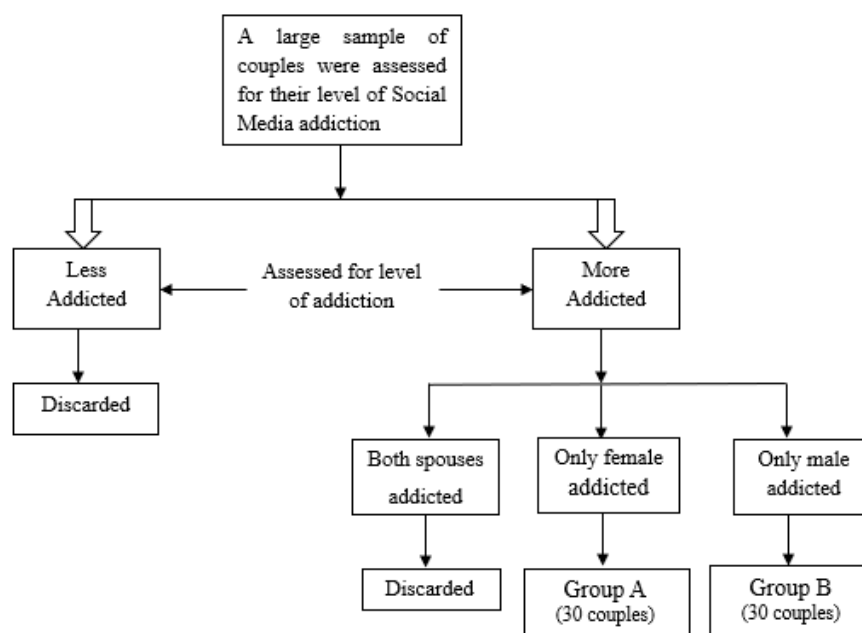 A large sample of
couples were assessed
for their level of Social
Media addiction
Less
Addicted
Assessed for level
of addiction
More
Addicted
Discarded
Both spouses
addicted
Only female
addicted
Only male
addicted
Discarded
Group A
(30 couples)
Group B
(30 couples)